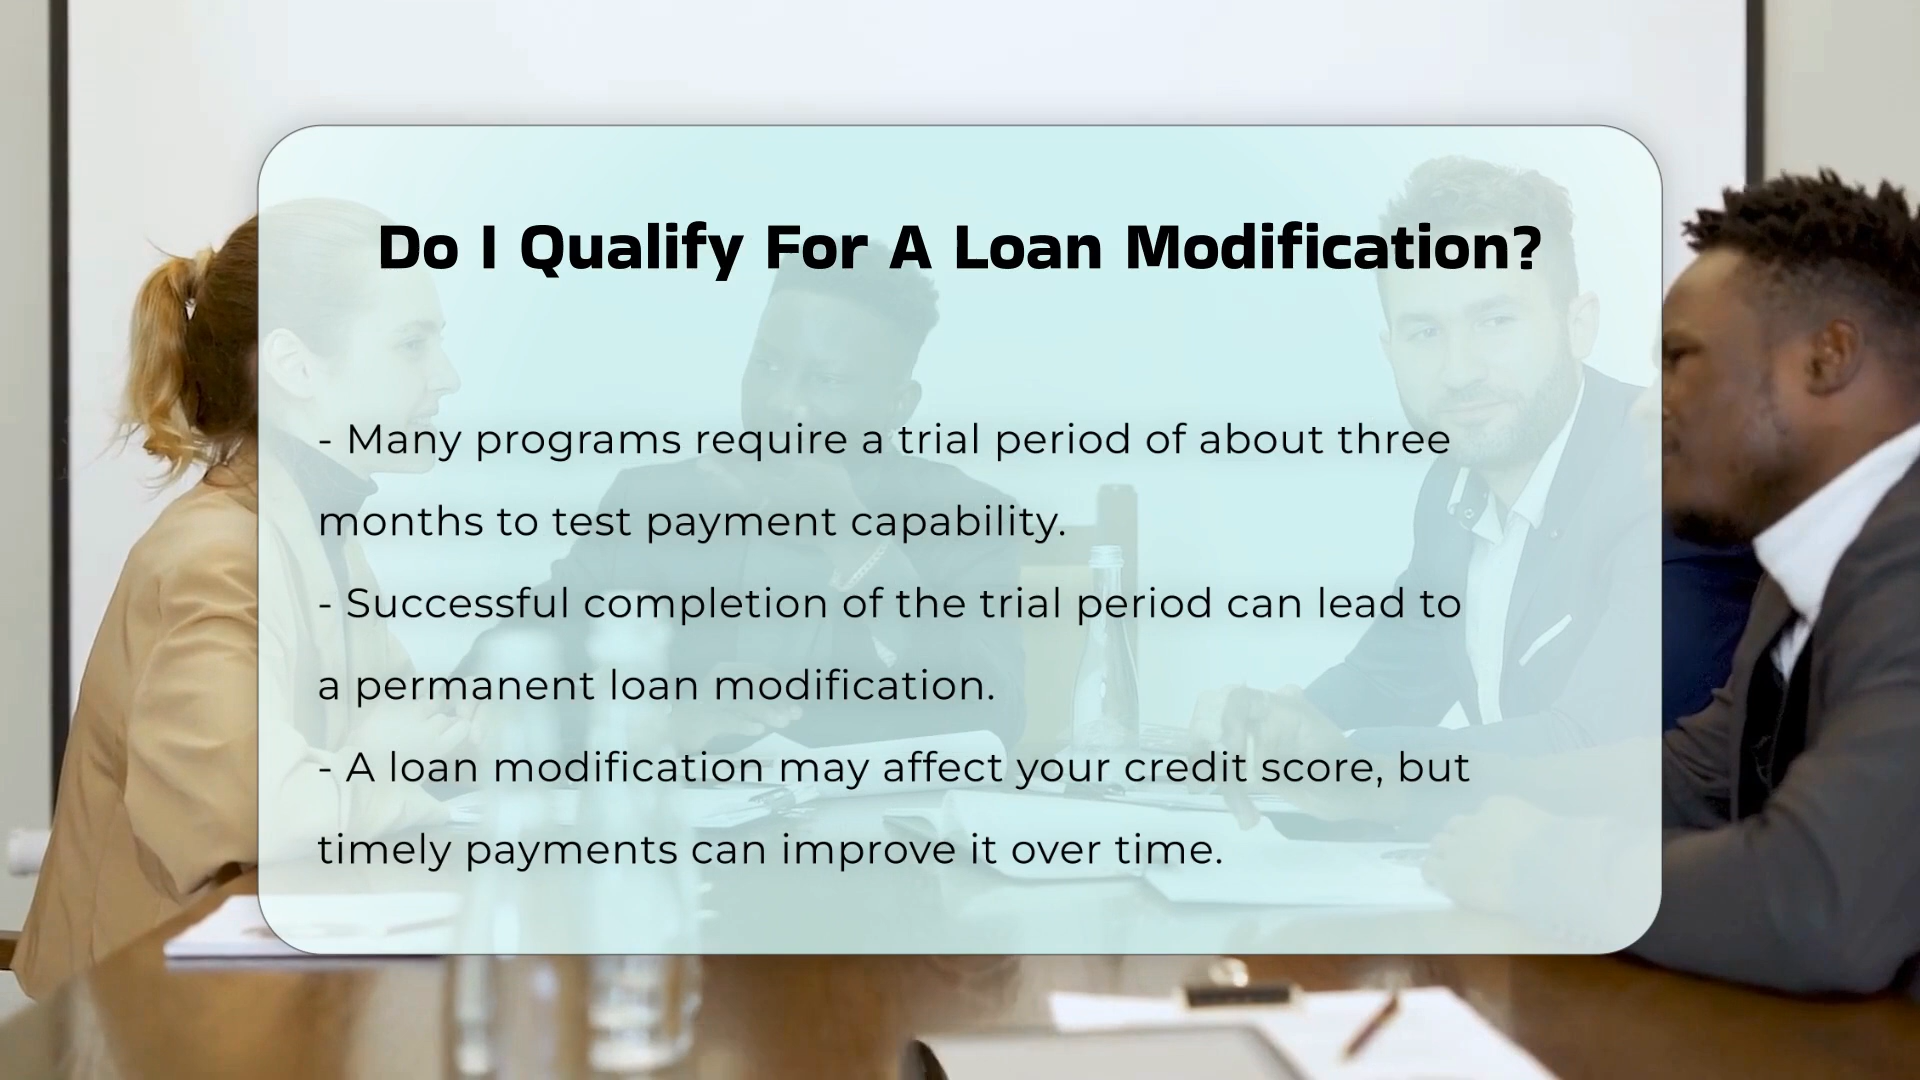 Do I Qualify For A Loan Modification?
- Many programs require a trial period of about three
months to test payment capability.
- Successful completion of the trial period can lead to
a permanent loan modification.
- A loan modification may affect your credit score, but
timely payments can improve it over time.